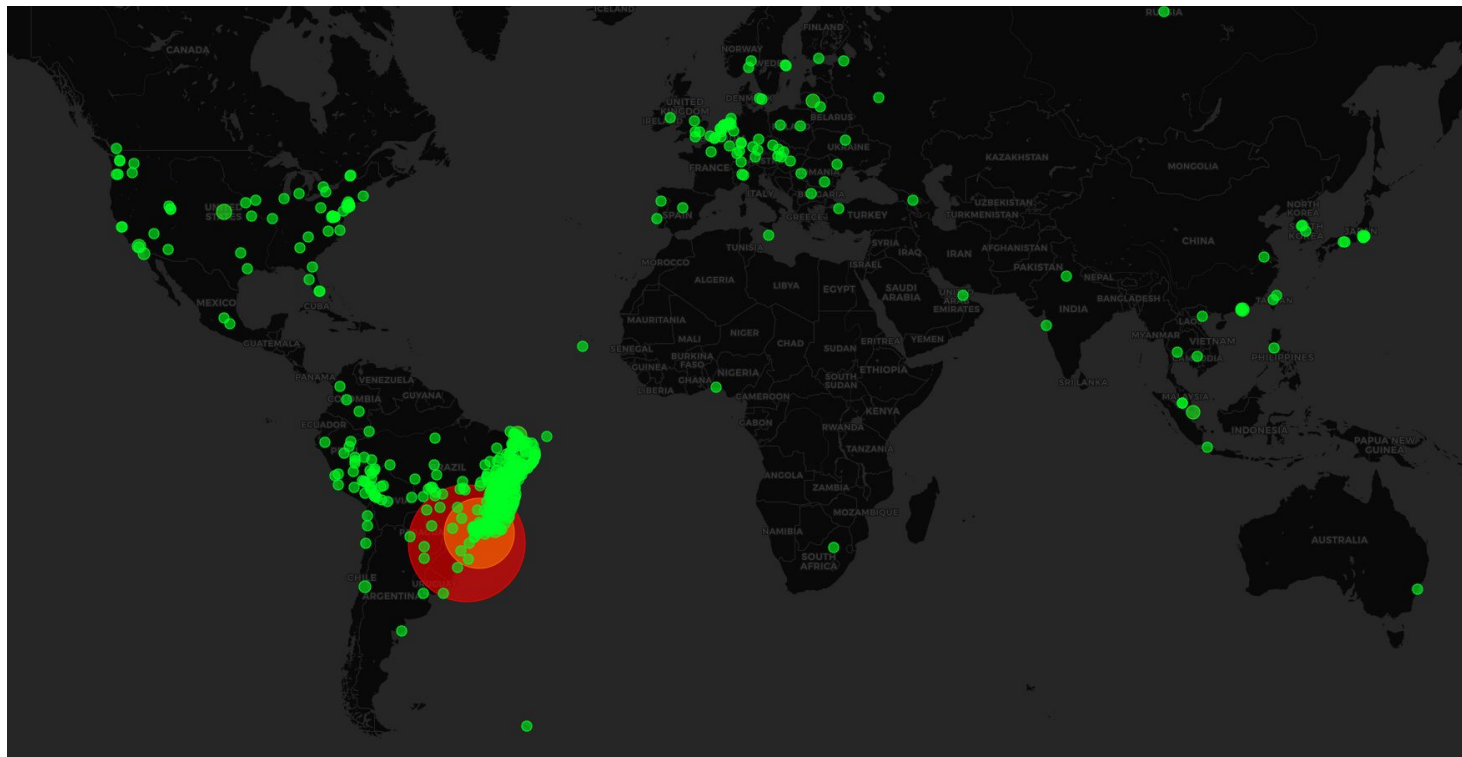 ICELAND
RUSSIA
FINLAND
CANADA
NORWAY
SWEDEN
UNITED
KINGDOM
IRELAND
DENMARK
BELARUS
POLAND
UKRAINE
KAZAKHSTAN
MONGOLIA
FRANCE
AUSTRIA
ROMANIA
ITALY
BULGARIA
UZBEKISTAN
NORTH
KOREA
UNITED
STATES
SPAIN
GREECE
TURKEY
TURKMENISTAN
SOUTH
KOREA
JAPAN
CHINA
TUNISIA
SYRIA
IRAQ
IRAN
AFGHANISTAN
MOROCCO
ISRAEL
PAKISTAN
NEPAL
ALGERIA
LIBYA
EGYPT
SAUDI
ARABIA
UNITED
ARAB
EMIRATES
BANGLADESH
TAIWAN
MEXICO
CUBA
INDIA
MAURITANIA
LAOS
MALI
NIGER
CHAD
SUDAN
ERITREA
YEMEN
MYANMAR
VIETNAM
GUATEMALA
SENEGAL
BURKINA
FASO
CAMBODIA
PHILIPPINES
GUINEA
NIGERIA
ETHIOPIA
PANAMA
VENEZUELA
GHANA
SOUTH
SUDAN
SRI LANKA
LIBERIA
CAMEROON
COLOMBIA
GUYANA
MALAYSIA
KENYA
ECUADOR
GABON
RWANDA
INDONESIA
PAPUA NEW
GUINEA
TANZANIA
BRAZIL
ANGOLA
ZAMBIA
MOZAMBIQUE
NAMIBIA
AUSTRALIA
SOUTH
AFRICA
CHILE
URUGUAY
ARGENTINA